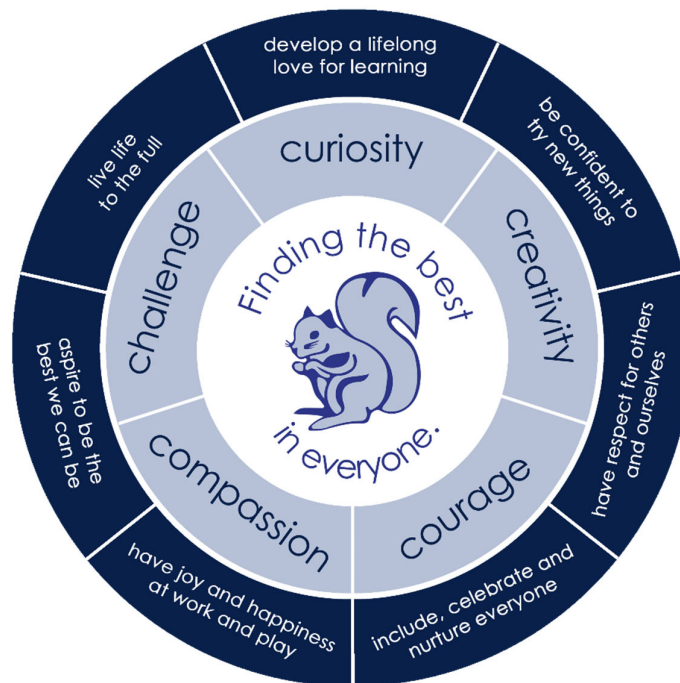 Finding the best
in everyone.
curiosity
creativity
courage
compassion
challenge
develop a lifelong
love for learning
be confident to
try new things
have respect for others
and ourselves
include, celebrate and
nurture everyone
have joy and happiness
at work and play
aspire to be the
best we can be
live life
to the full